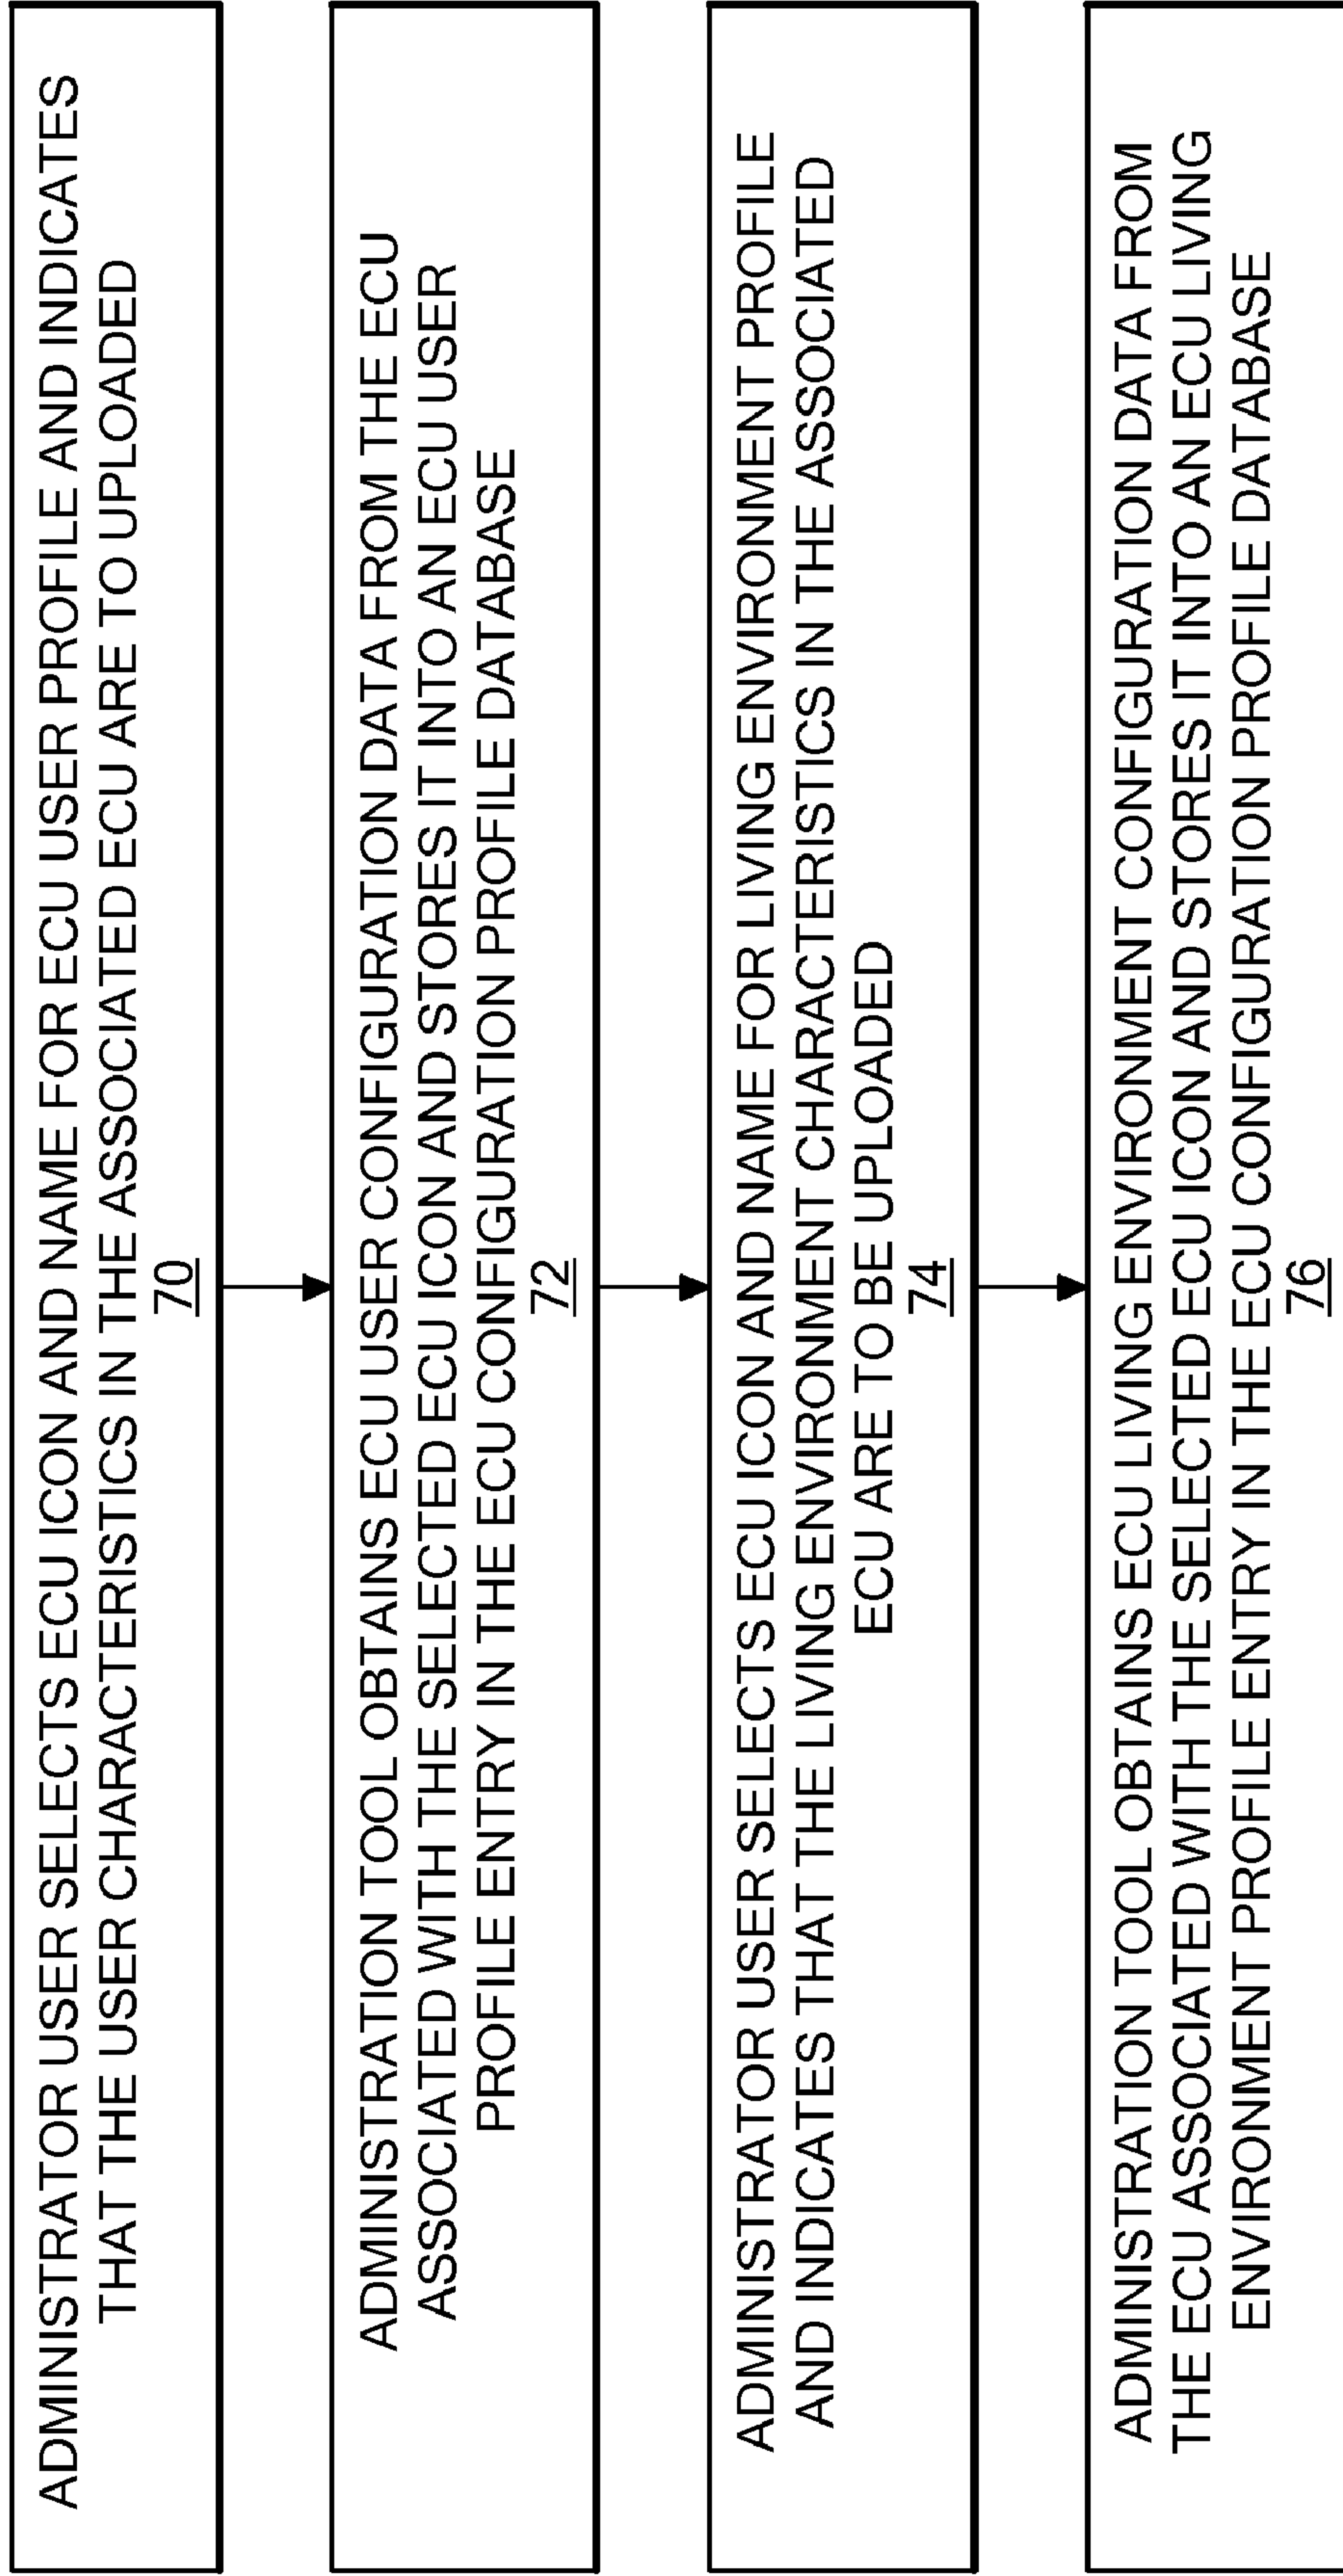 ADMINISTRATOR USER SELECTS ECU ICON AND NAME FOR ECU USER PROFILE AND INDICATES
THAT THE USER CHARACTERISTICS IN THE ASSOCIATED ECU ARE TO UPLOADED
70
ADMINISTRATION TOOL OBTAINS ECU USER CONFIGURATION DATA FROM THE ECU
ASSOCIATED WITH THE SELECTED ECU ICON AND STORES IT INTO AN ECU USER
PROFILE ENTRY IN THE ECU CONFIGURATION PROFILE DATABASE
72
ADMINISTRATOR USER SELECTS ECU ICON AND NAME FOR LIVING ENVIRONMENT PROFILE
AND INDICATES THAT THE LIVING ENVIRONMENT CHARACTERISTICS IN THE ASSOCIATED
ECU ARE TO BE UPLOADED
74
ADMINISTRATION TOOL OBTAINS ECU LIVING ENVIRONMENT CONFIGURATION DATA FROM
THE ECU ASSOCIATED WITH THE SELECTED ECU ICON AND STORES IT INTO AN ECU LIVING
ENVIRONMENT PROFILE ENTRY IN THE ECU CONFIGURATION PROFILE DATABASE
76